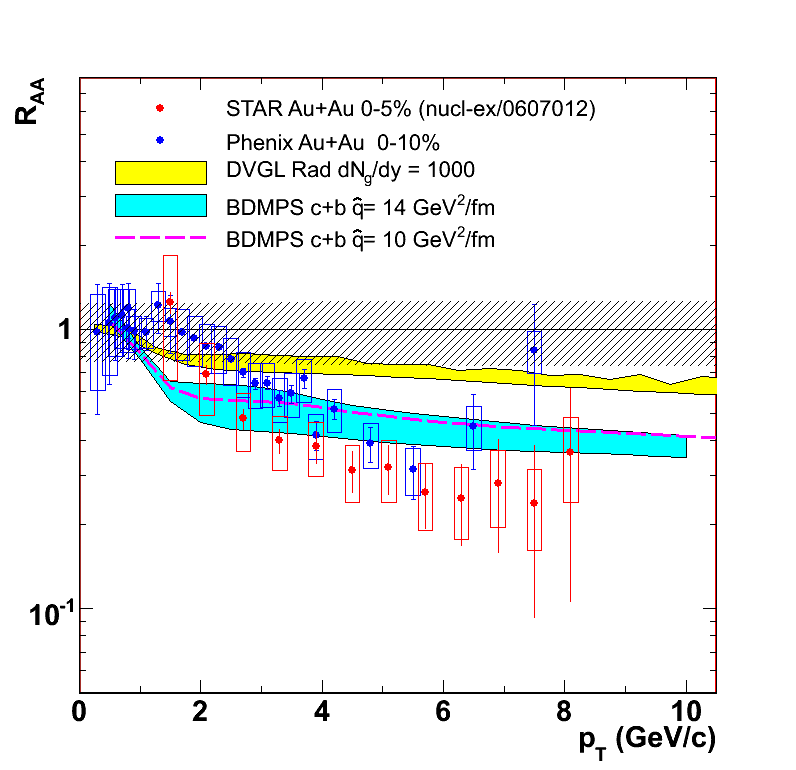 R_AA
STAR Au+Au 0-5% (nucl-ex/0607012)
Phenix Au+Au 0-10%
DVGL Rad dN_g/dy = 1000
BDMPS c+b q̂= 14 GeV²/fm
BDMPS c+b q̂= 10 GeV²/fm
1
10⁻¹
0 2 4 6 8 10
p_T (GeV/c)